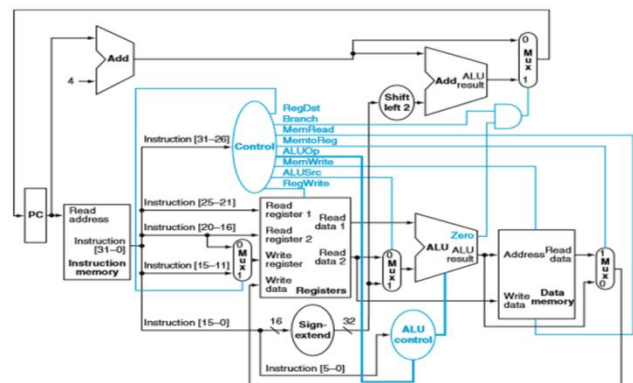 0
Mux
1
Add
4
Add
ALU
result
Shift
left 2
RegDst
Branch
MemRead
MemtoReg
ALUOp
MemWrite
ALUSrc
RegWrite
Control
Instruction [31–26]
Instruction [25–21]
Instruction [20–16]
Instruction [15–11]
Instruction [15–0]
Instruction [5–0]
PC
Read
address
Instruction
[31–0]
Instruction
memory
0
Mux
1
Read
register 1
Read
register 2
Write
register
Write
data
Read
data 1
Read
data 2
Registers
0
Mux
1
Zero
ALU
ALU
result
Address
Read
data
Write
data
Data
memory
1
Mux
0
16
Sign-
extend
32
ALU
control